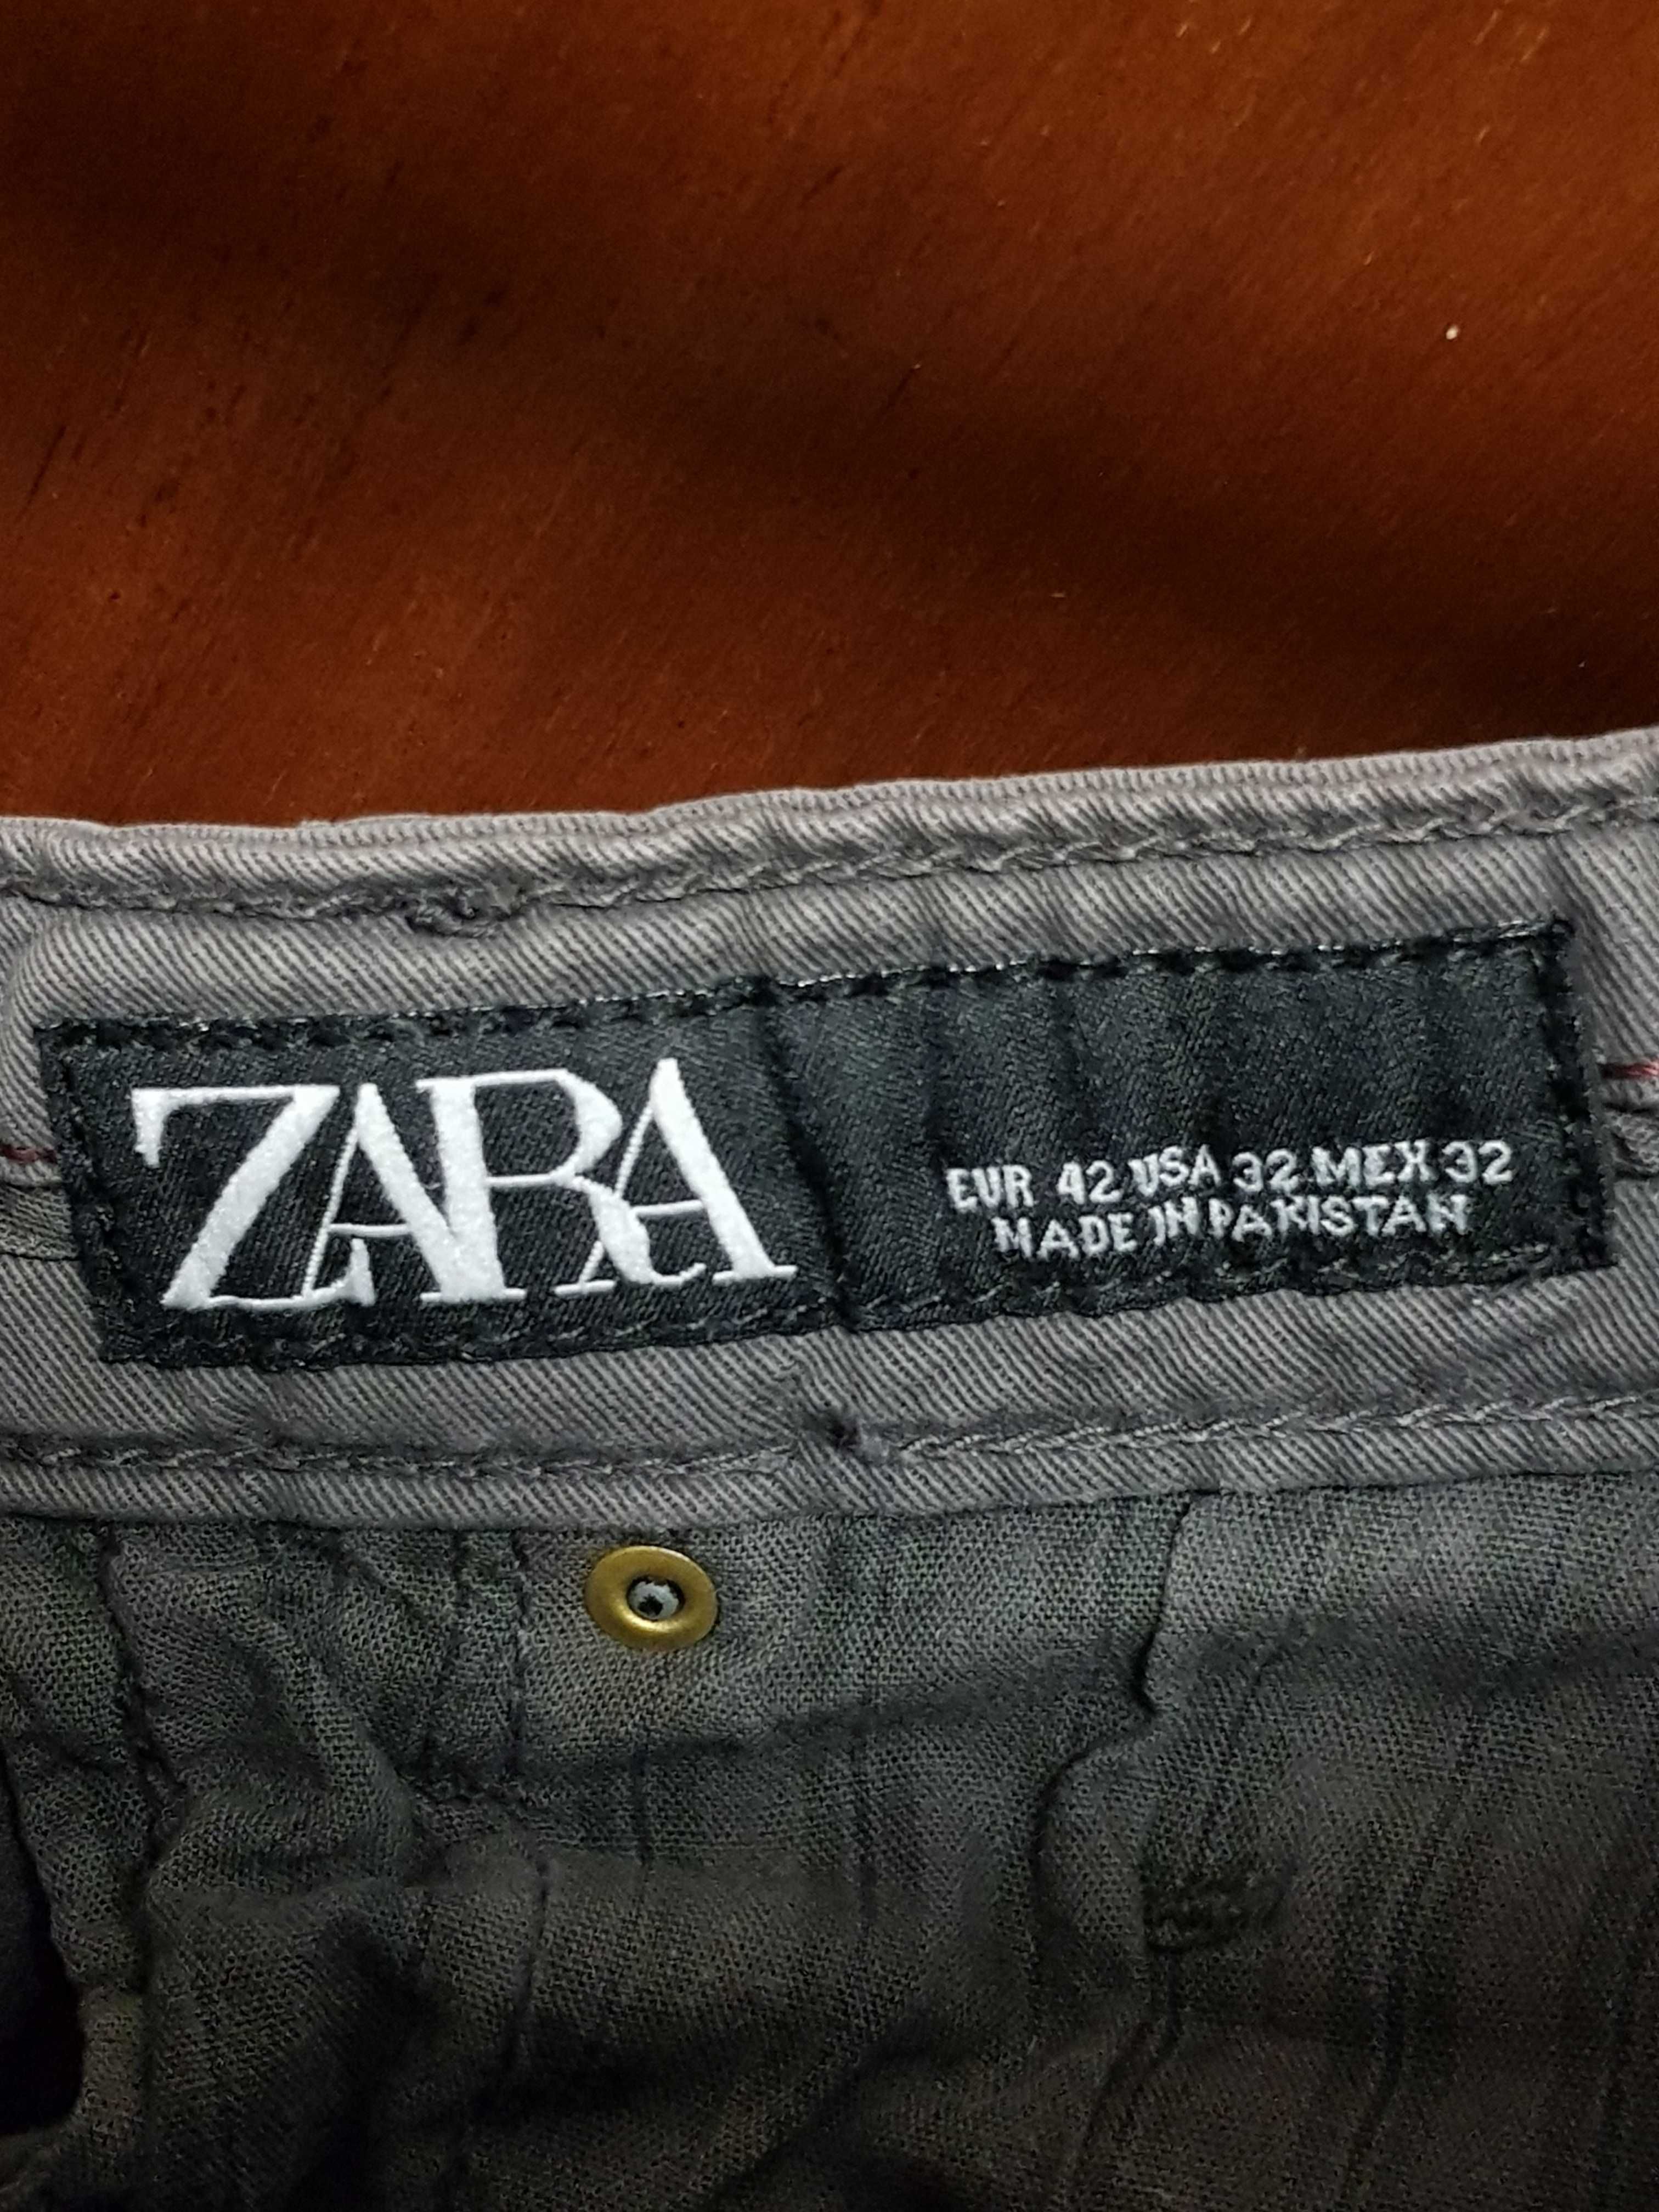 ZARA
EUR 42 USA 32 MEX 32
MADE IN PAKISTAN